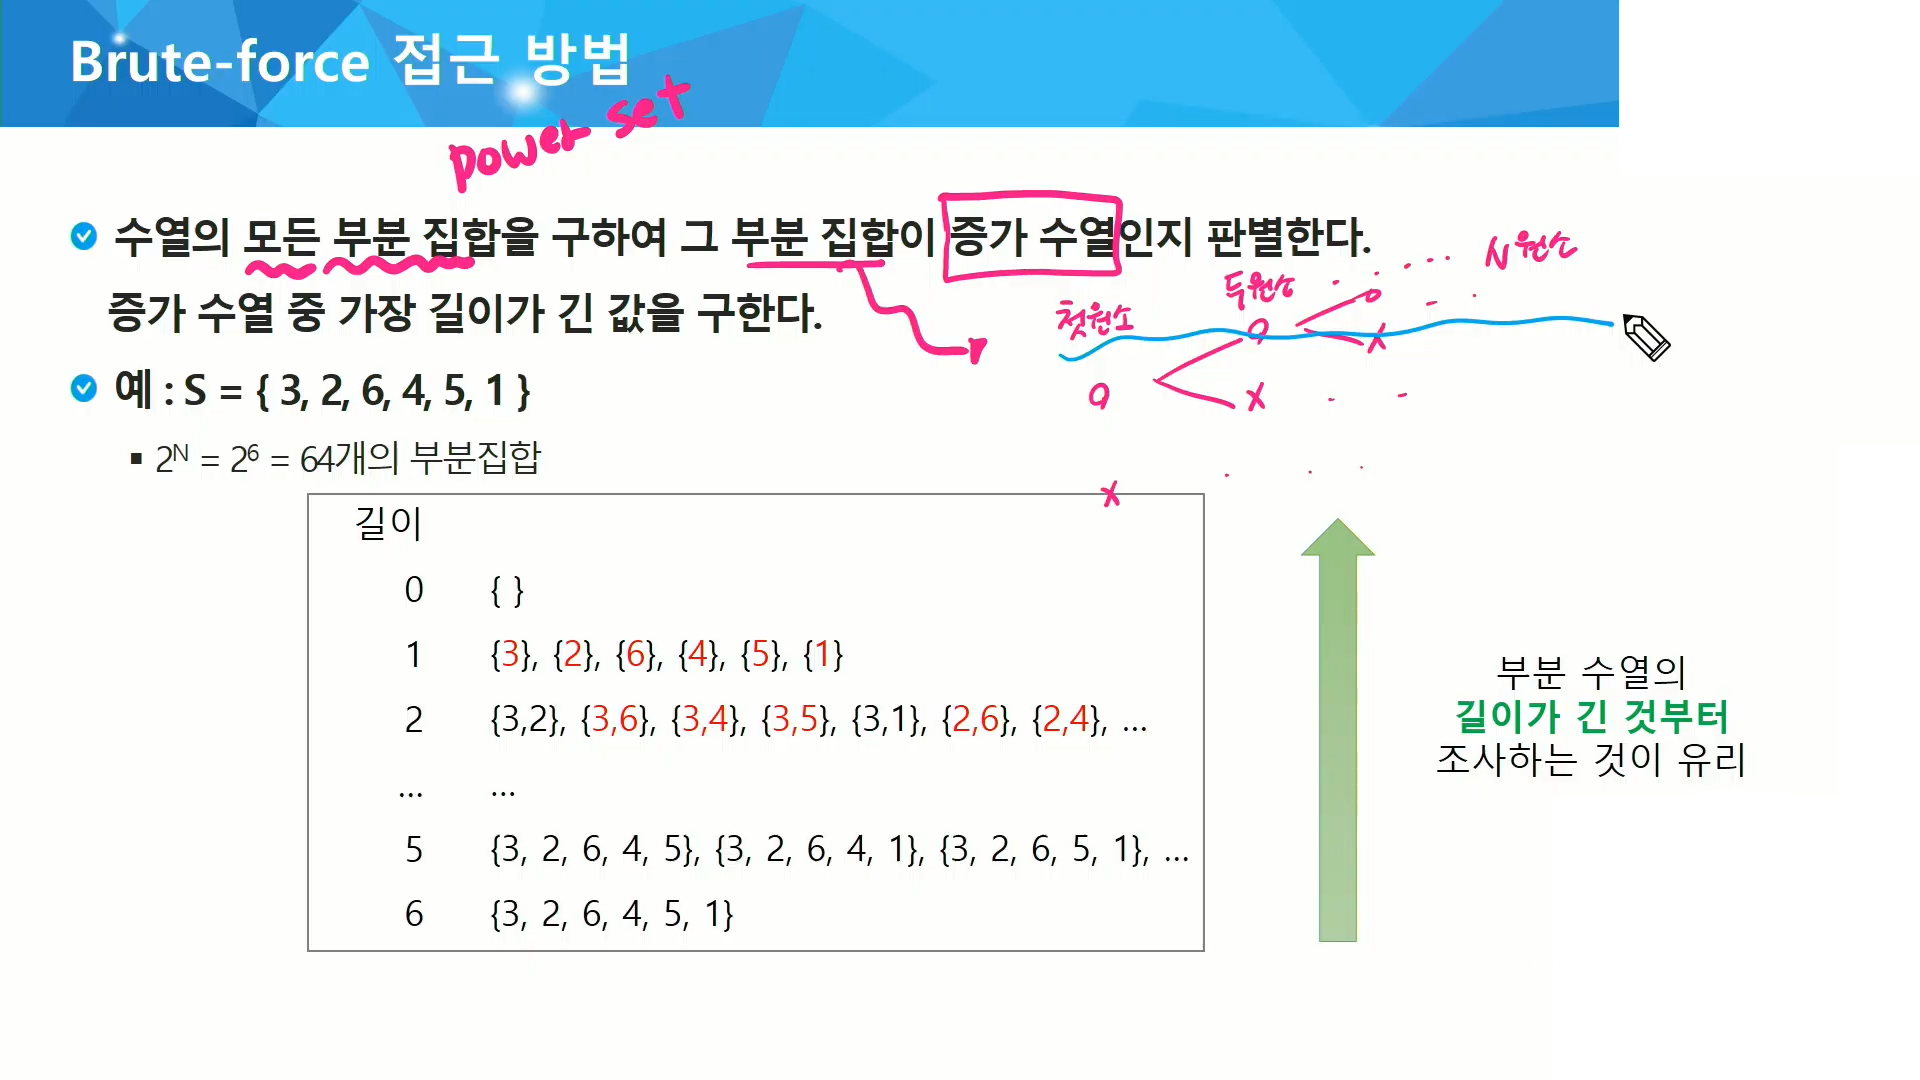 Brute-force 접근 방법
power set
수열의 모든 부분 집합을 구하여 그 부분 집합이 증가 수열인지 판별한다.
증가 수열 중 가장 길이가 긴 값을 구한다.
첫원소 두원소 N원소
o x
o x
o x
예 : S = { 3, 2, 6, 4, 5, 1 }
▪ 2ᴺ = 2⁶ = 64개의 부분집합
길이
0 { }
1 {3}, {2}, {6}, {4}, {5}, {1}
2 {3,2}, {3,6}, {3,4}, {3,5}, {3,1}, {2,6}, {2,4}, ...
... ...
5 {3, 2, 6, 4, 5}, {3, 2, 6, 4, 1}, {3, 2, 6, 5, 1}, ...
6 {3, 2, 6, 4, 5, 1}
부분 수열의
길이가 긴 것부터
조사하는 것이 유리